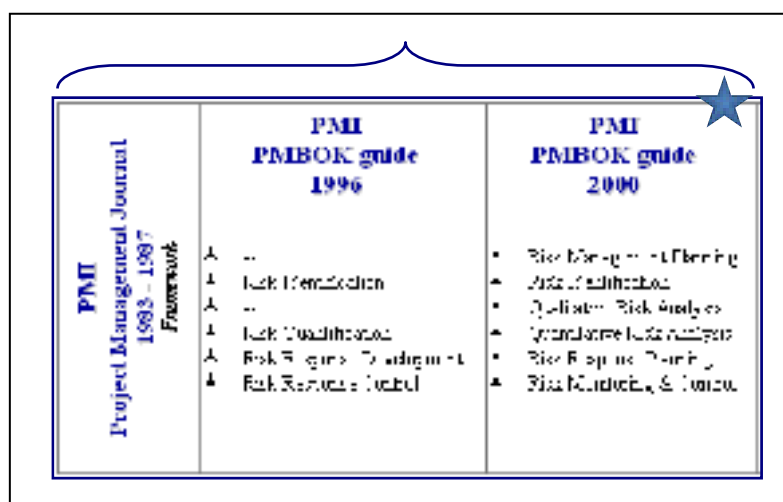 PMI
Project Management Journal
1983 - 1987
Framework
PMI
PMBOK guide
1996
--
Risk Identification
--
Risk Quantification
Risk Response Development
Risk Response Control
PMI
PMBOK guide
2000
Risk Management Planning
Risk Identification
Qualitative Risk Analysis
Quantitative Risk Analysis
Risk Response Planning
Risk Monitoring & Control